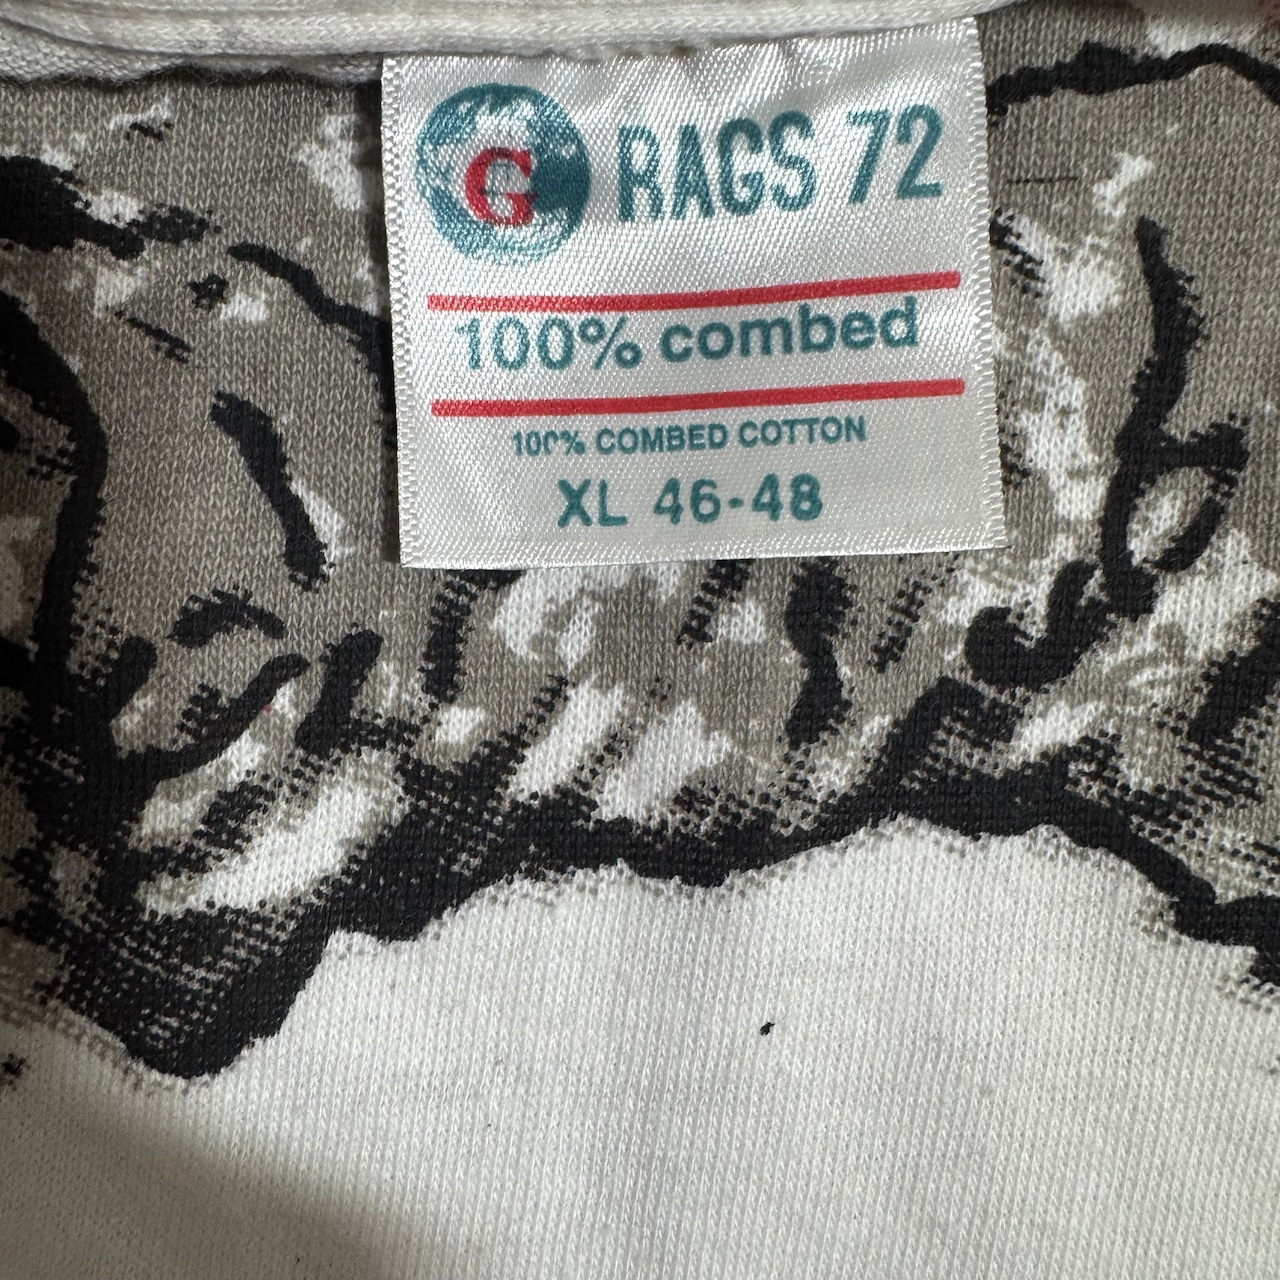 G RAGS 72
100% combed
100% COMBED COTTON
XL 46-48